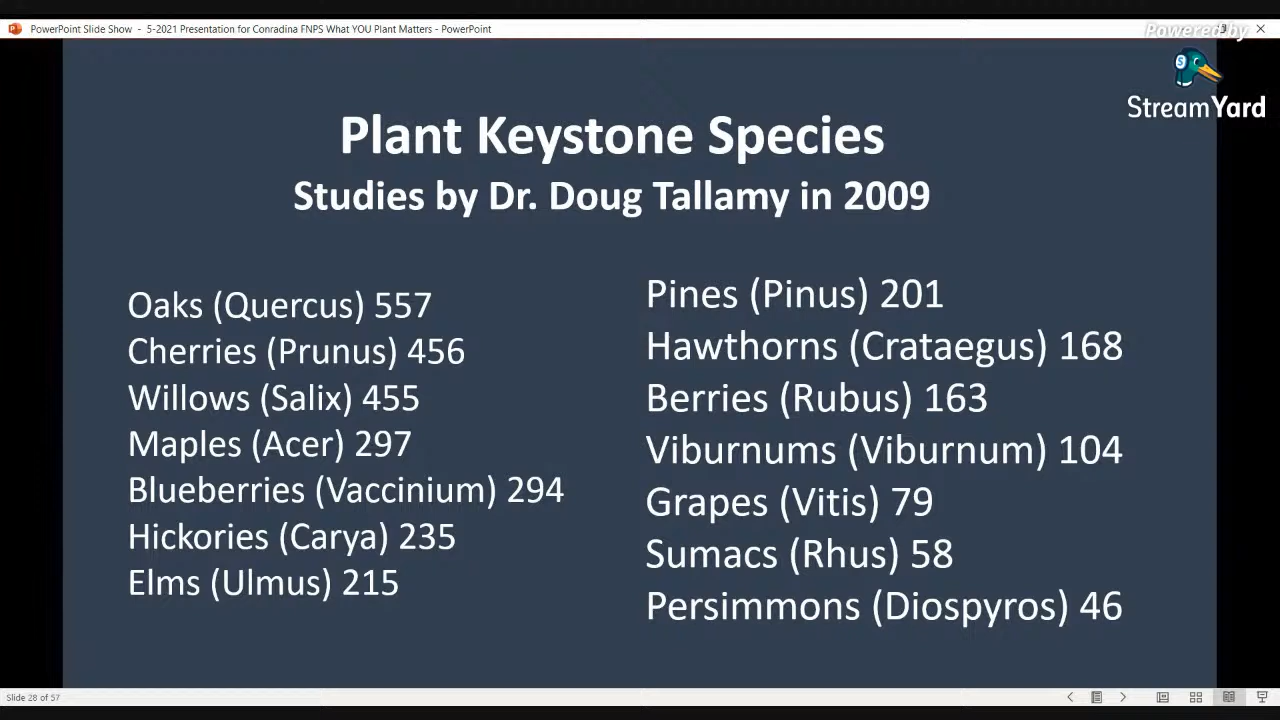 PowerPoint Slide Show - 5-2021 Presentation for Conradina FNPS What YOU Plant Matters - PowerPoint
Powered by
StreamYard
Plant Keystone Species
Studies by Dr. Doug Tallamy in 2009
Oaks (Quercus) 557
Cherries (Prunus) 456
Willows (Salix) 455
Maples (Acer) 297
Blueberries (Vaccinium) 294
Hickories (Carya) 235
Elms (Ulmus) 215
Pines (Pinus) 201
Hawthorns (Crataegus) 168
Berries (Rubus) 163
Viburnums (Viburnum) 104
Grapes (Vitis) 79
Sumacs (Rhus) 58
Persimmons (Diospyros) 46
Slide 28 of 57